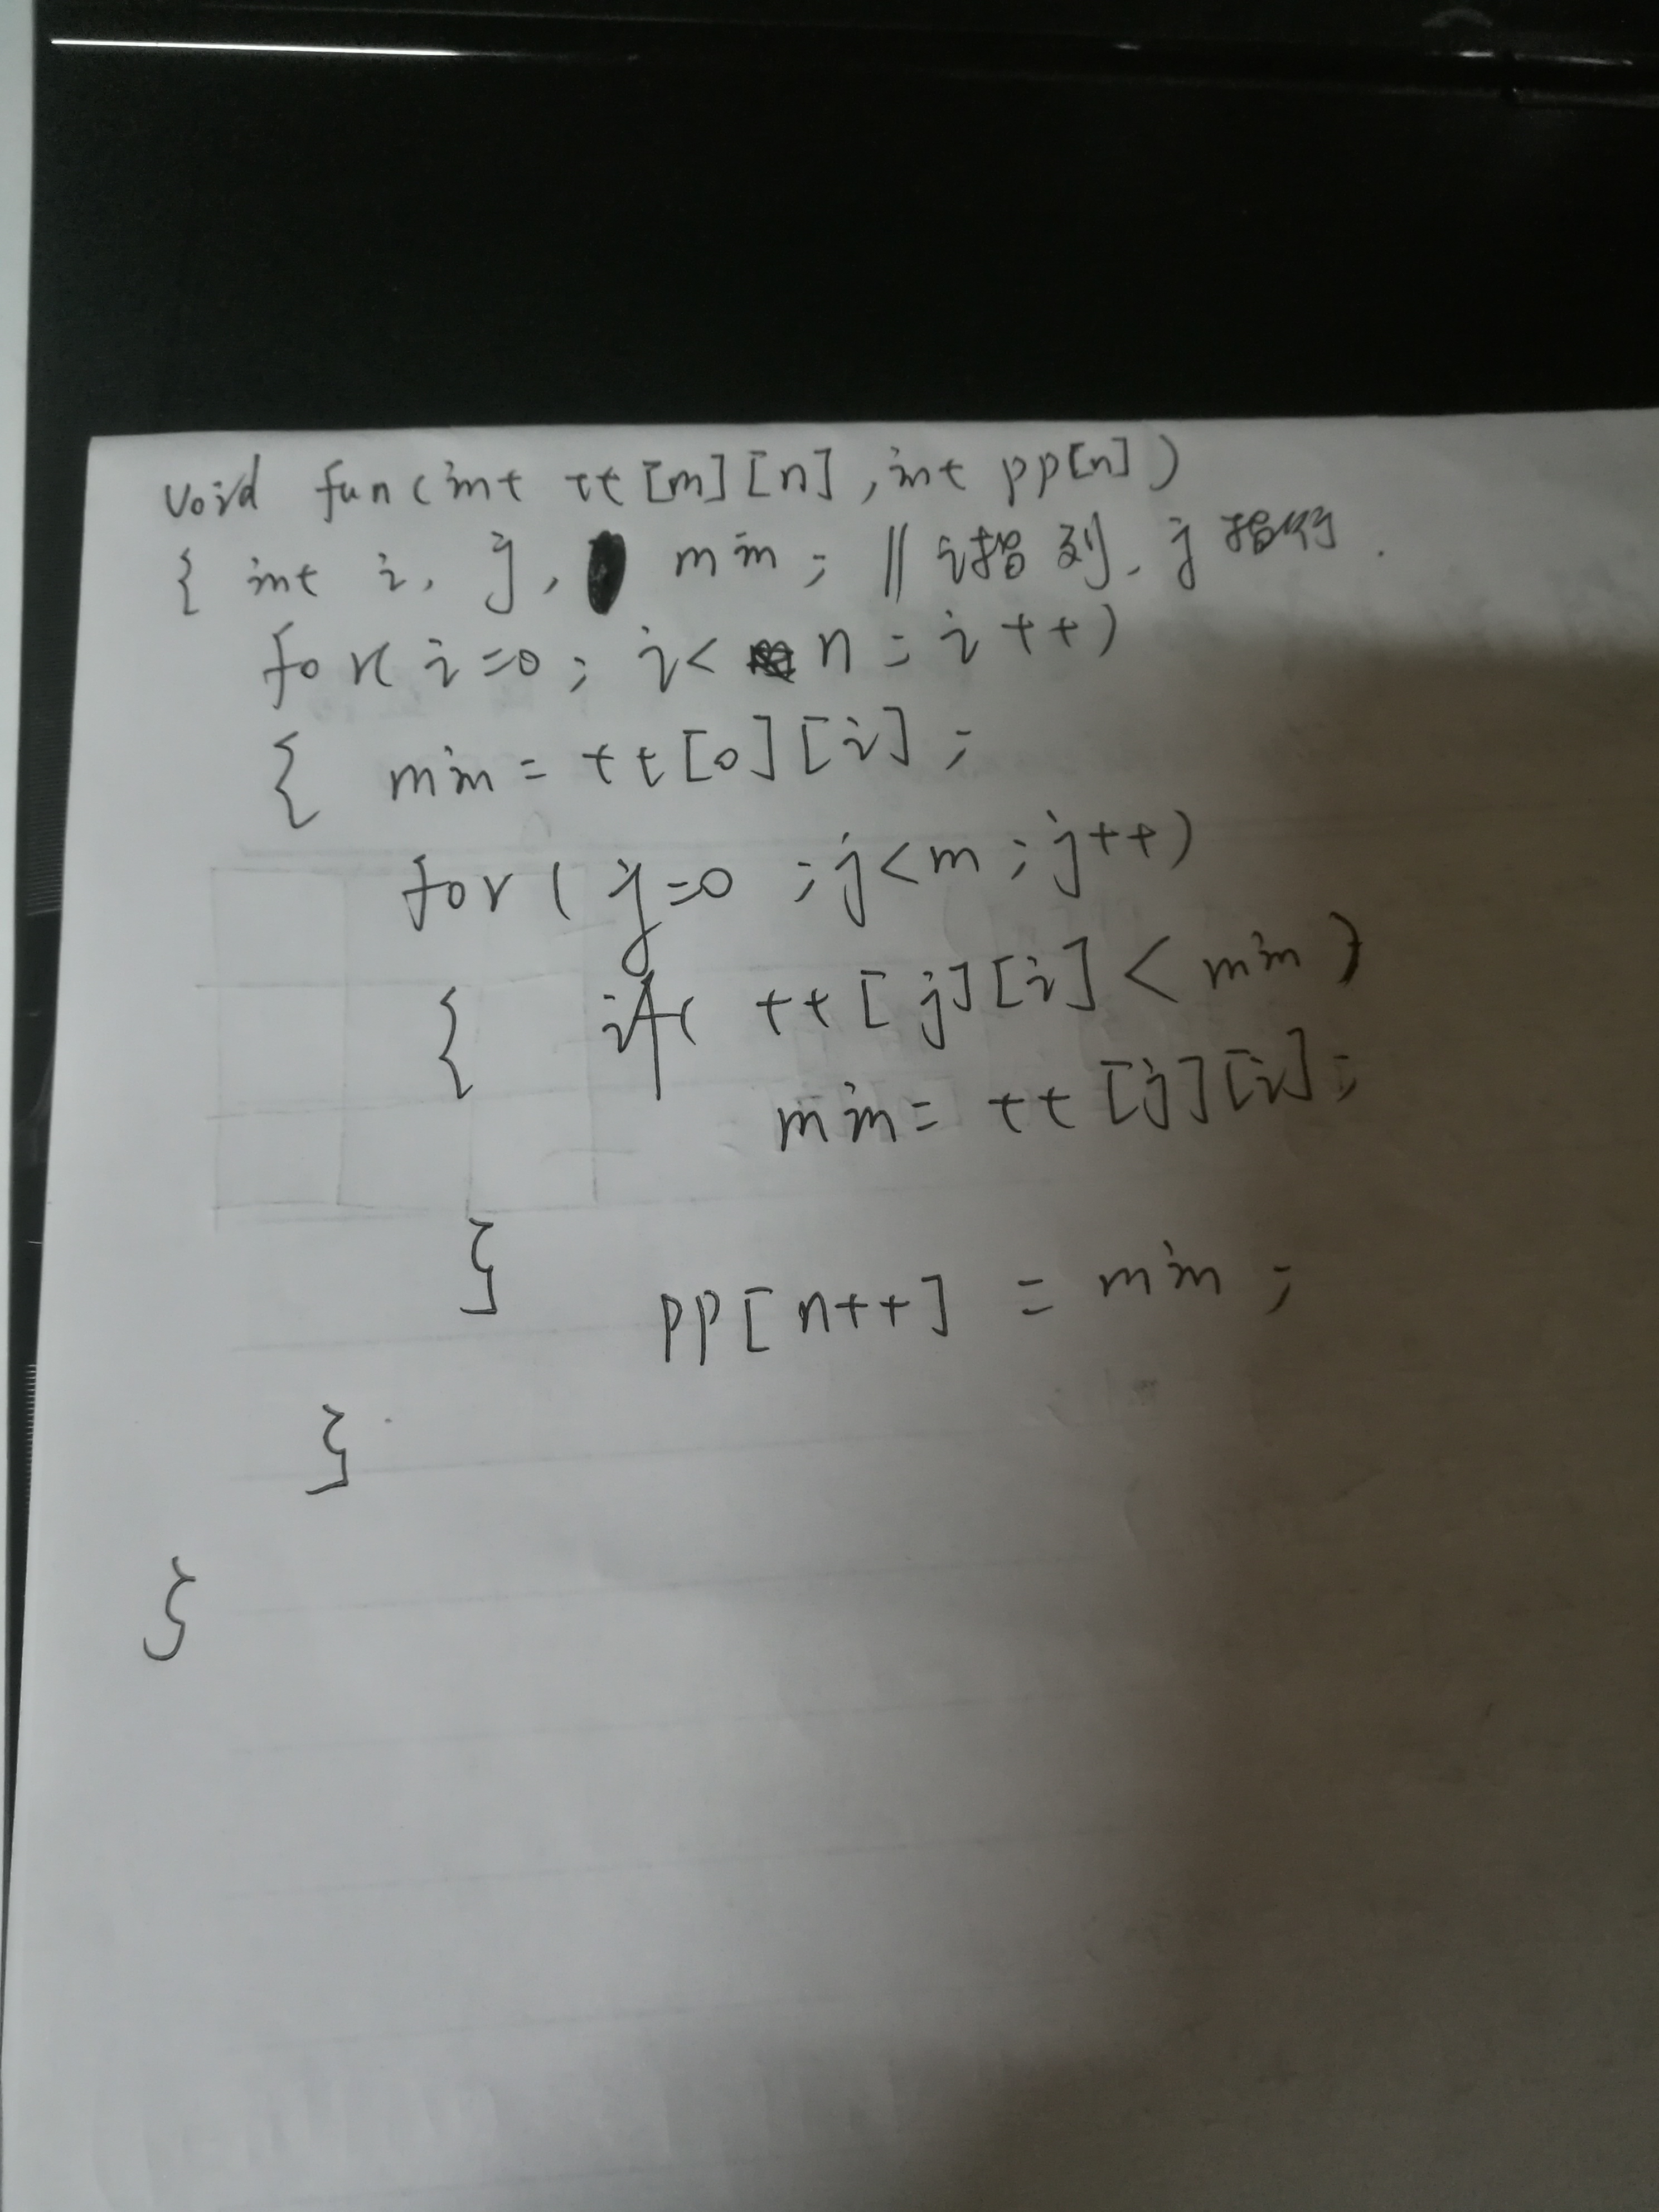 void fun(int tt[m][n],int pp[n])
{ int i, j, min; // i指列, j指行.
for(i=0; i<n; i++)
{ min = tt[0][i];
for(j=0;j<m;j++)
{ if(tt[j][i]<min)
min=tt[j][i];
}
pp[n++] = min;
}
}